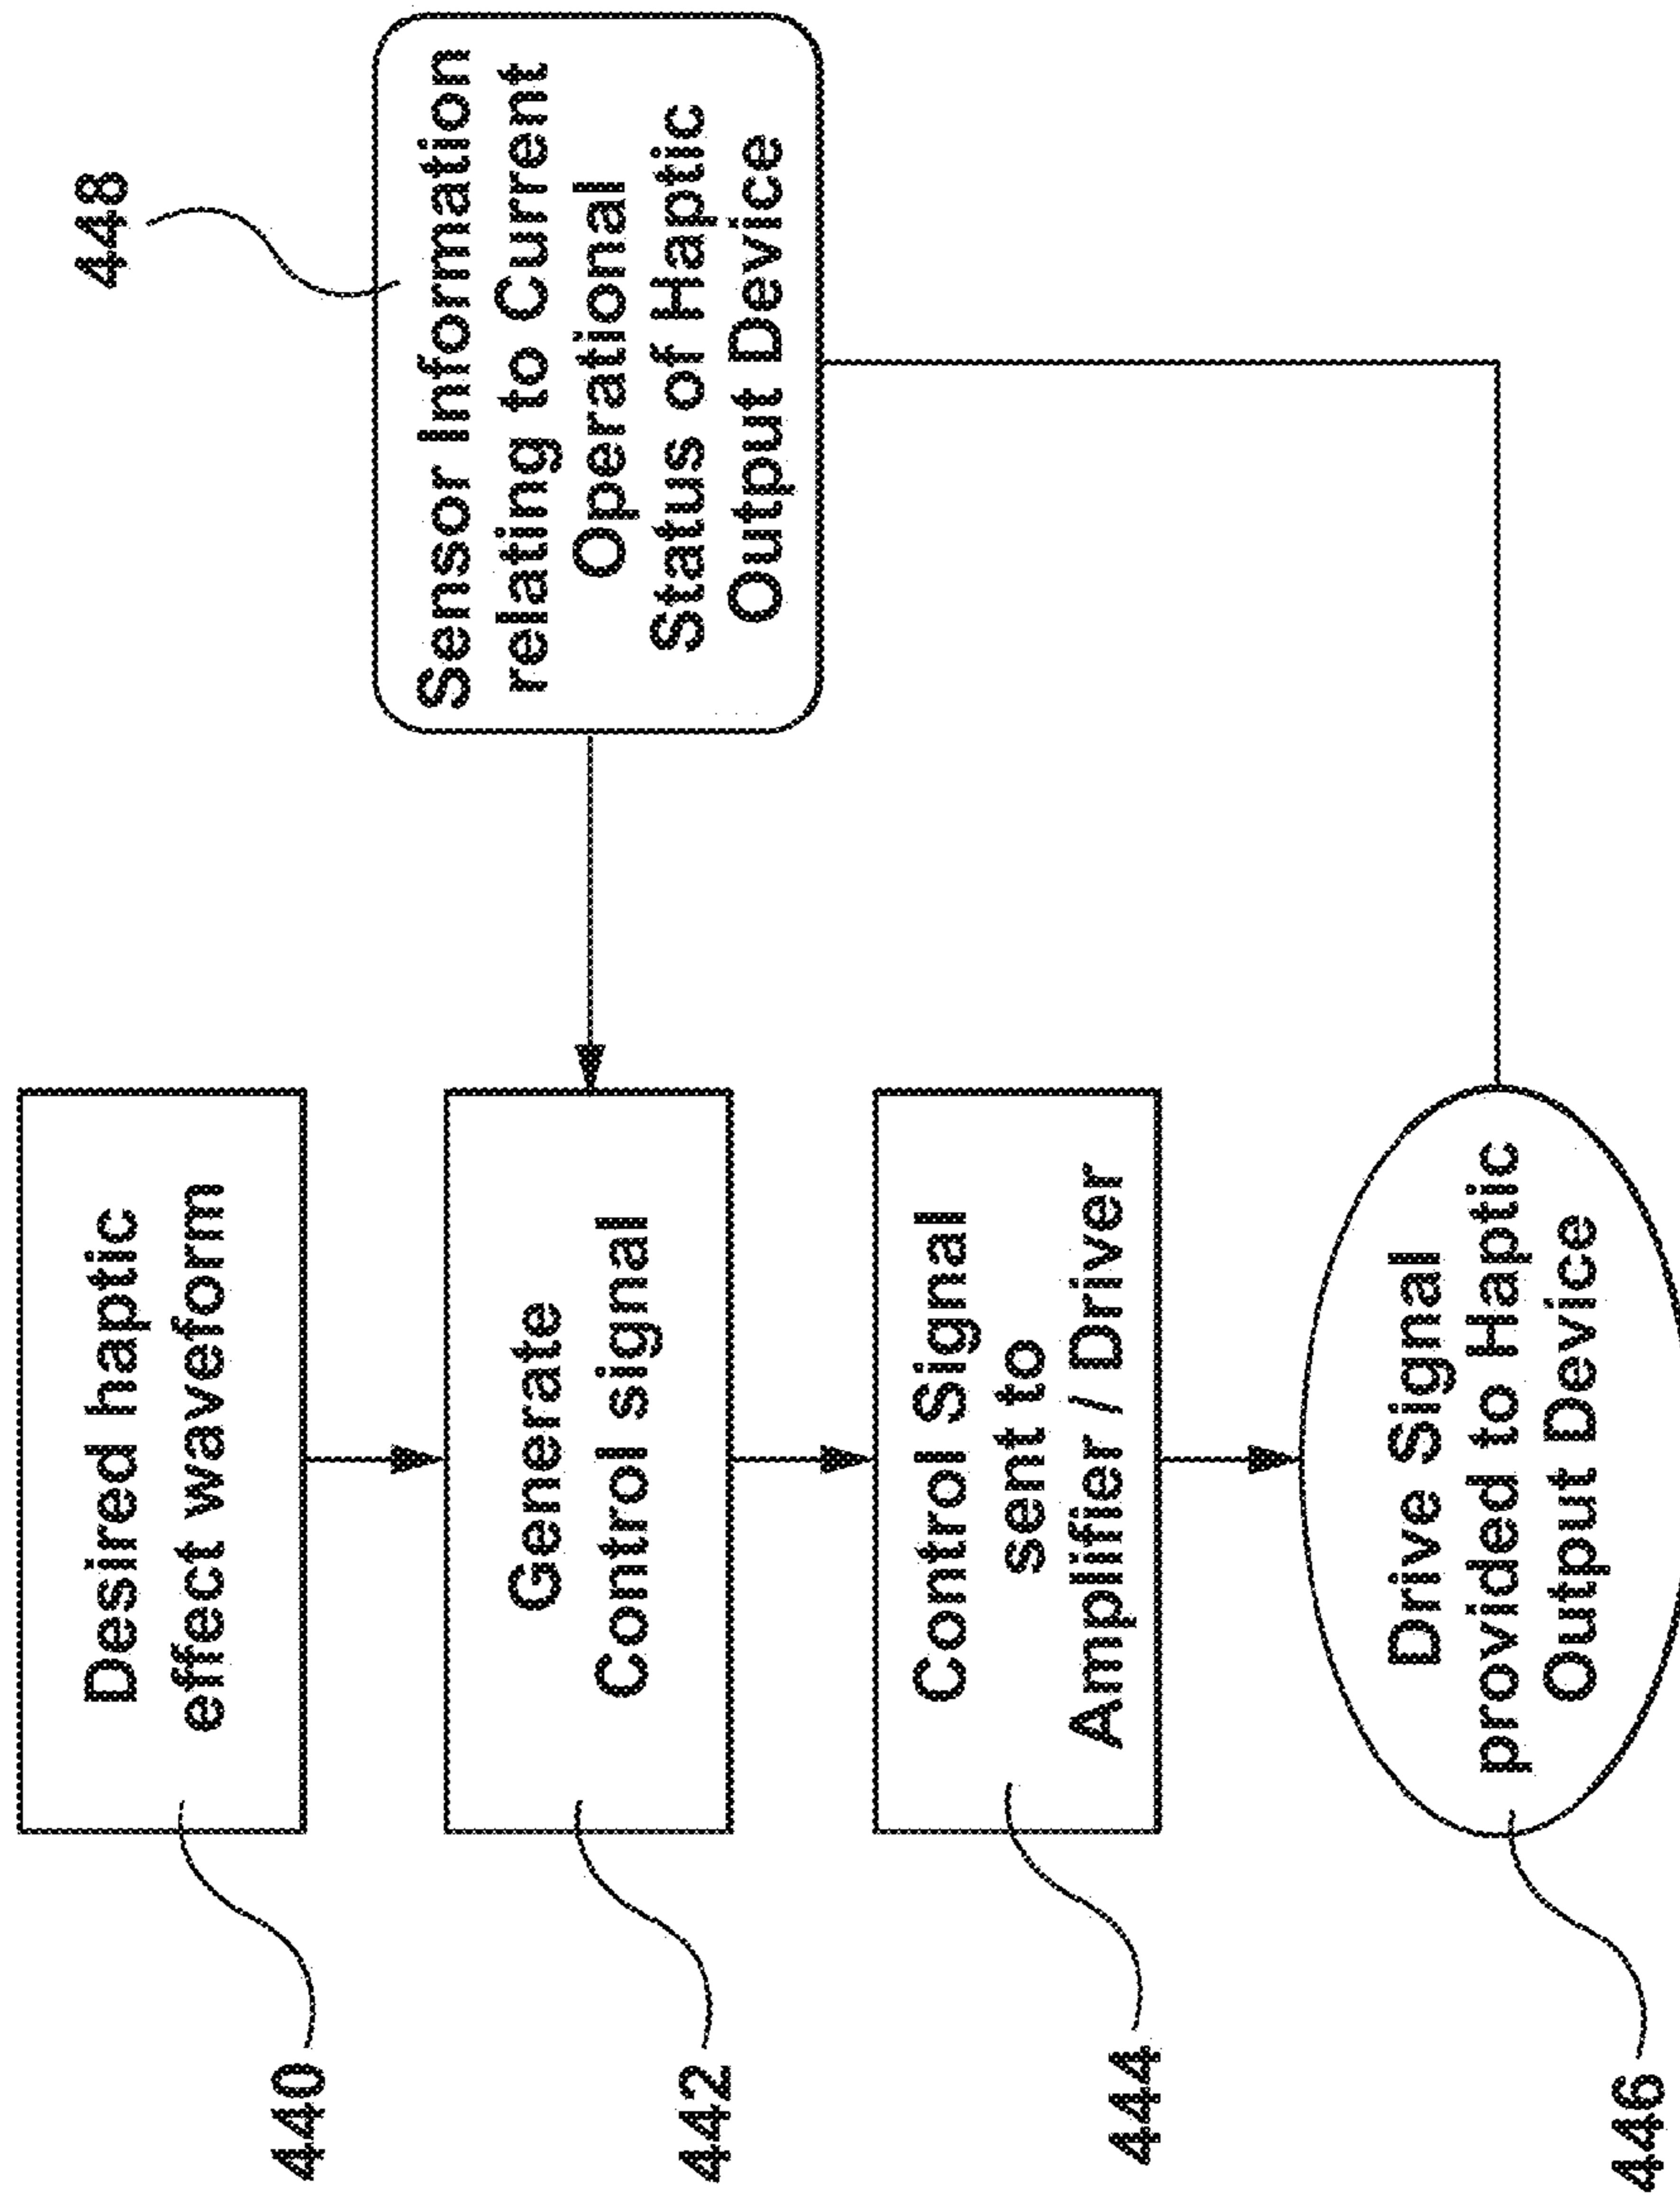 440
Desired haptic
effect waveform
442
Generate
Control signal
448
Sensor Information
relating to Current
Operational
Status of Haptic
Output Device
444
Control Signal
sent to
Amplifier / Driver
446
Drive Signal
provided to Haptic
Output Device